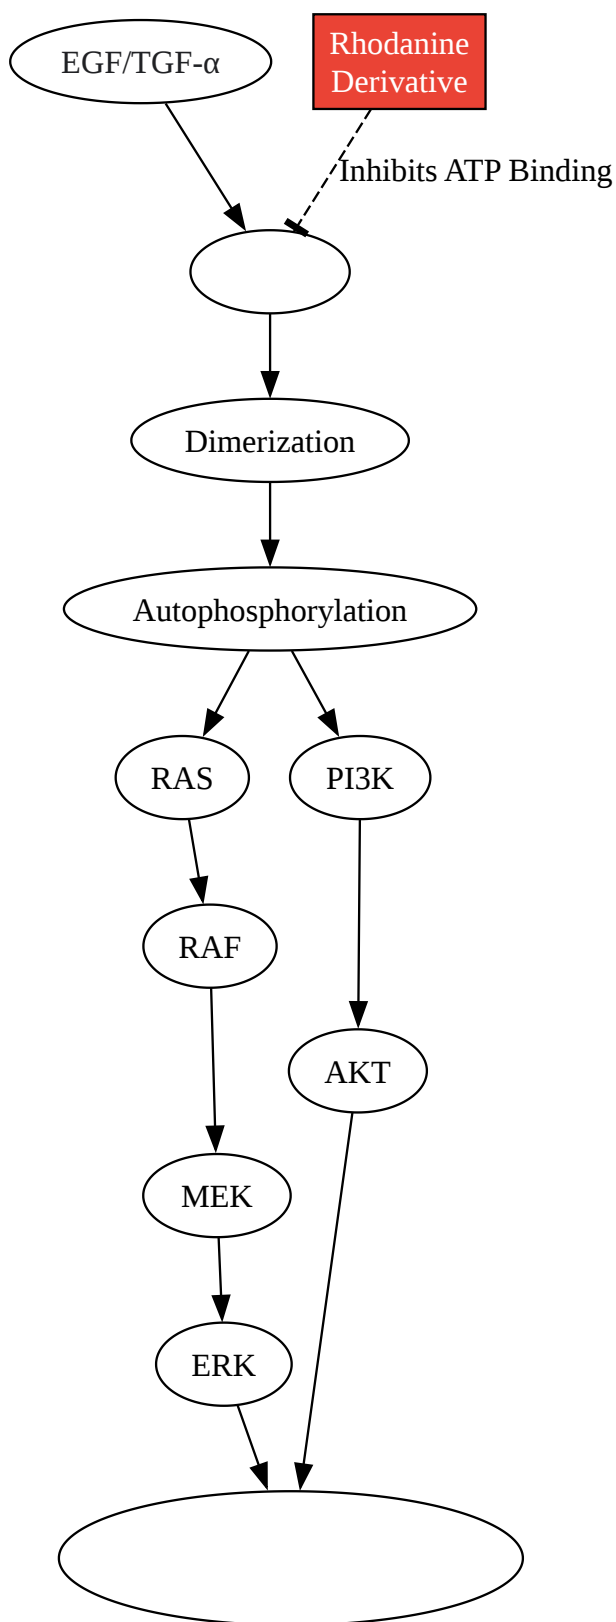 EGF/TGF-α
Rhodanine
Derivative
Inhibits ATP Binding
Dimerization
Autophosphorylation
RAS
PI3K
RAF
AKT
MEK
ERK